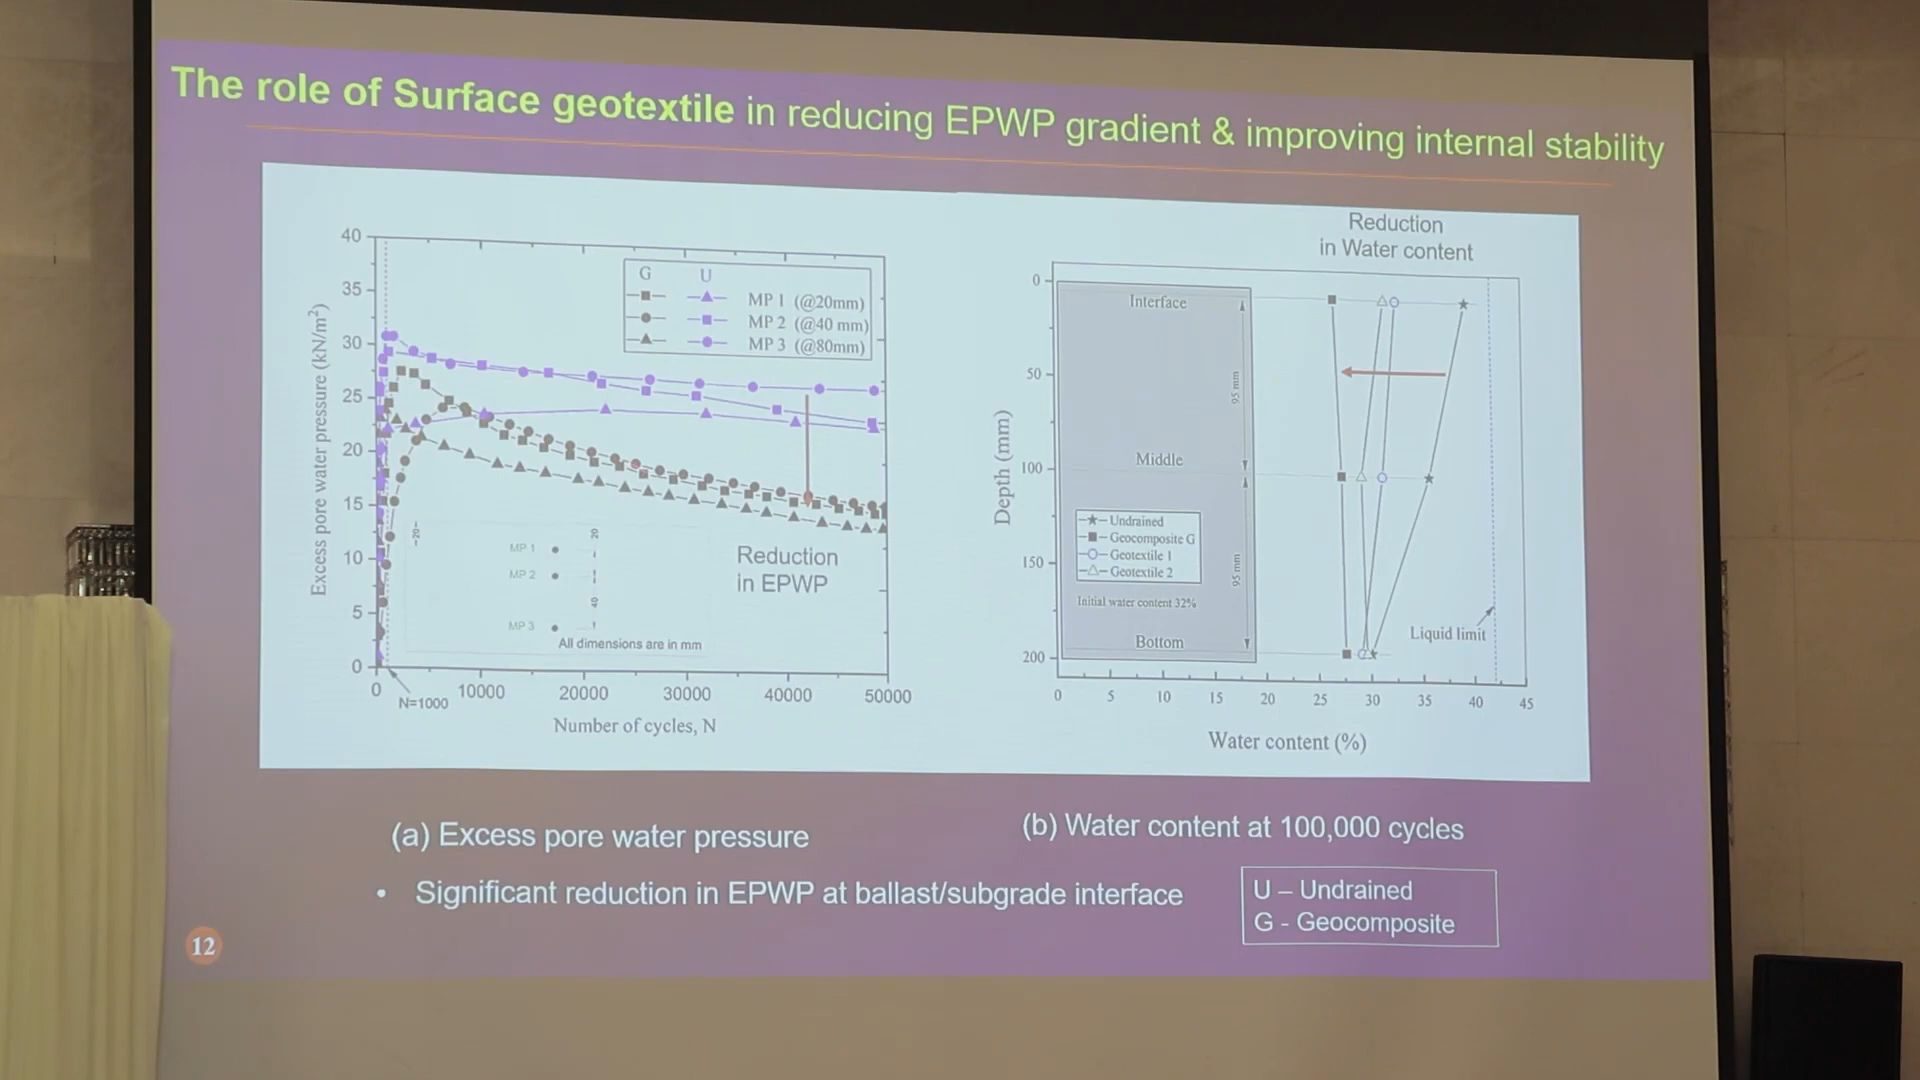 The role of Surface geotextile in reducing EPWP gradient & improving internal stability
40
35
30
25
20
15
10
5
0
Excess pore water pressure (kN/m²)
G U
MP 1 (@20mm)
MP 2 (@40 mm)
MP 3 (@80mm)
20
20
MP 1
MP 2
40
MP 3
All dimensions are in mm
Reduction
in EPWP
0 10000 20000 30000 40000 50000
N=1000
Number of cycles, N
Reduction
in Water content
0
50
100
150
200
Depth (mm)
Interface
95 mm
Middle
Undrained
Geocomposite G
Geotextile 1
Geotextile 2
95 mm
Initial water content 32%
Bottom
Liquid limit
0 5 10 15 20 25 30 35 40 45
Water content (%)
(a) Excess pore water pressure
(b) Water content at 100,000 cycles
• Significant reduction in EPWP at ballast/subgrade interface
U – Undrained
G - Geocomposite
12